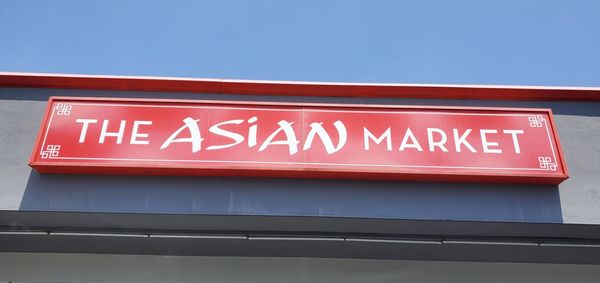 THE ASIAN MARKET